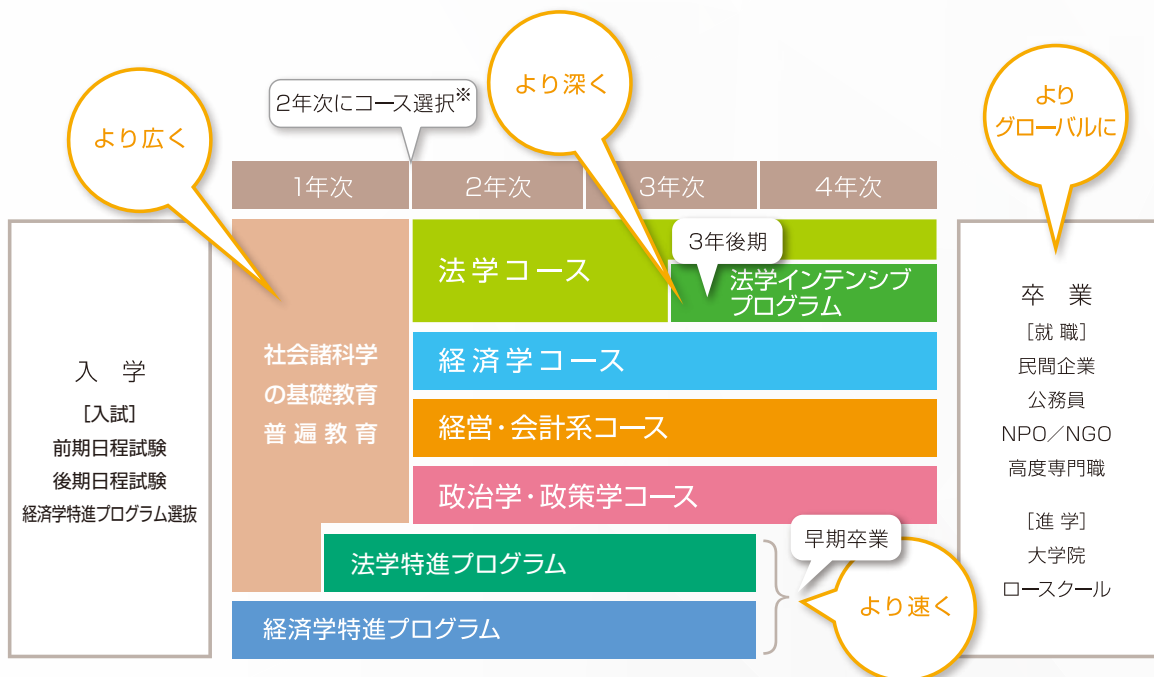 より広く
2年次にコース選択※
より深く
より
グローバルに
1年次
2年次
3年次
4年次
入学
[入試]
前期日程試験
後期日程試験
経済学特進プログラム選抜
社会諸科学
の基礎教育
普遍教育
法学コース
3年後期
法学インテンシブ
プログラム
経済学コース
経営・会計系コース
政治学・政策学コース
法学特進プログラム
経済学特進プログラム
早期卒業
より速く
卒業
[就職]
民間企業
公務員
NPO/NGO
高度専門職
[進学]
大学院
ロースクール